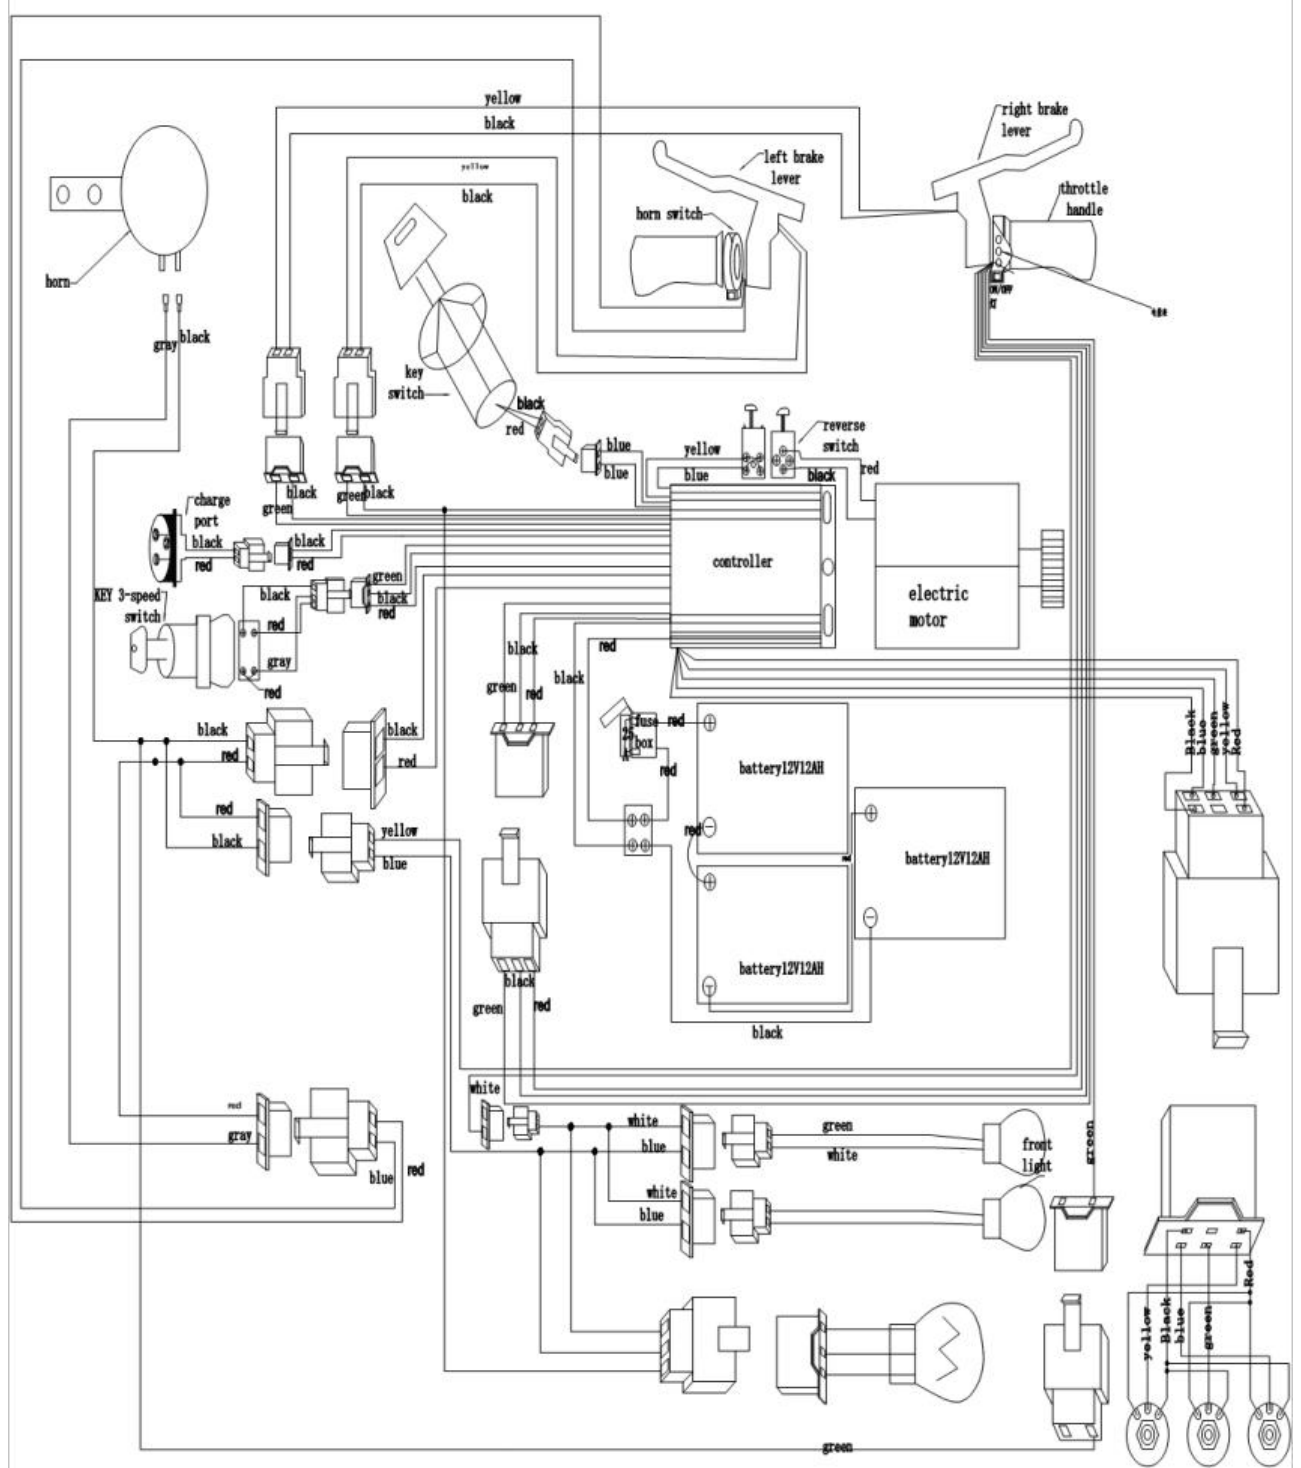 yellow
black
right brake
lever
yellow
left brake
lever
black
throttle
handle
horn switch
horn
ON/OFF
gray
black
key
switch
black
red
reverse
switch
blue
yellow
blue
blue
black
red
black
green
green
black
charge
port
black
red
black
red
controller
KEY 3-speed
switch
black
green
black
red
electric
motor
red
gray
red
black
green
red
black
red
black
red
black
red
fuse
box
25
A
red
red
Black
blue
green
yellow
Red
battery12V12AH
red
black
yellow
blue
red
red
battery12V12AH
battery12V12AH
black
green
red
black
white
red
gray
blue
red
white
blue
green
white
front
light
green
white
blue
Red
yellow
Black
blue
green
green